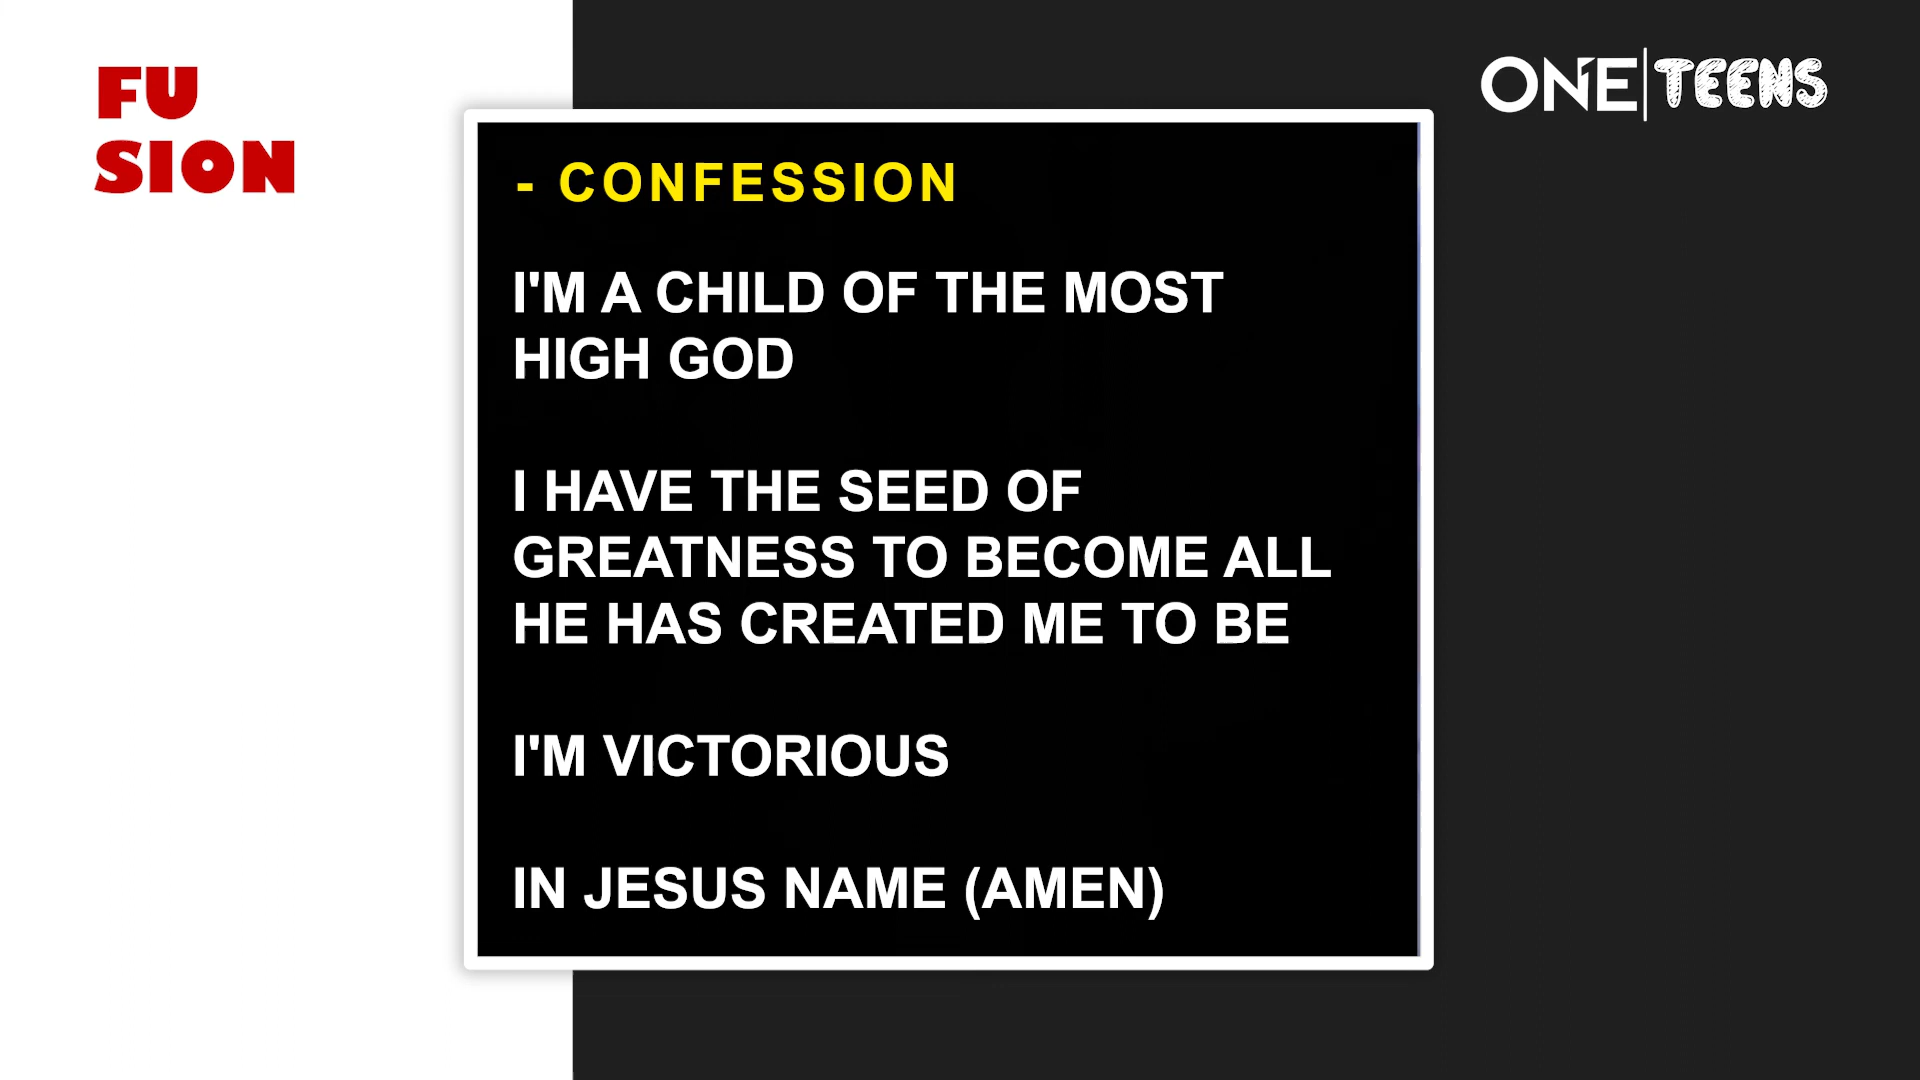 FU
SION
ONE|TEENS
- CONFESSION
I'M A CHILD OF THE MOST
HIGH GOD
I HAVE THE SEED OF
GREATNESS TO BECOME ALL
HE HAS CREATED ME TO BE
I'M VICTORIOUS
IN JESUS NAME (AMEN)